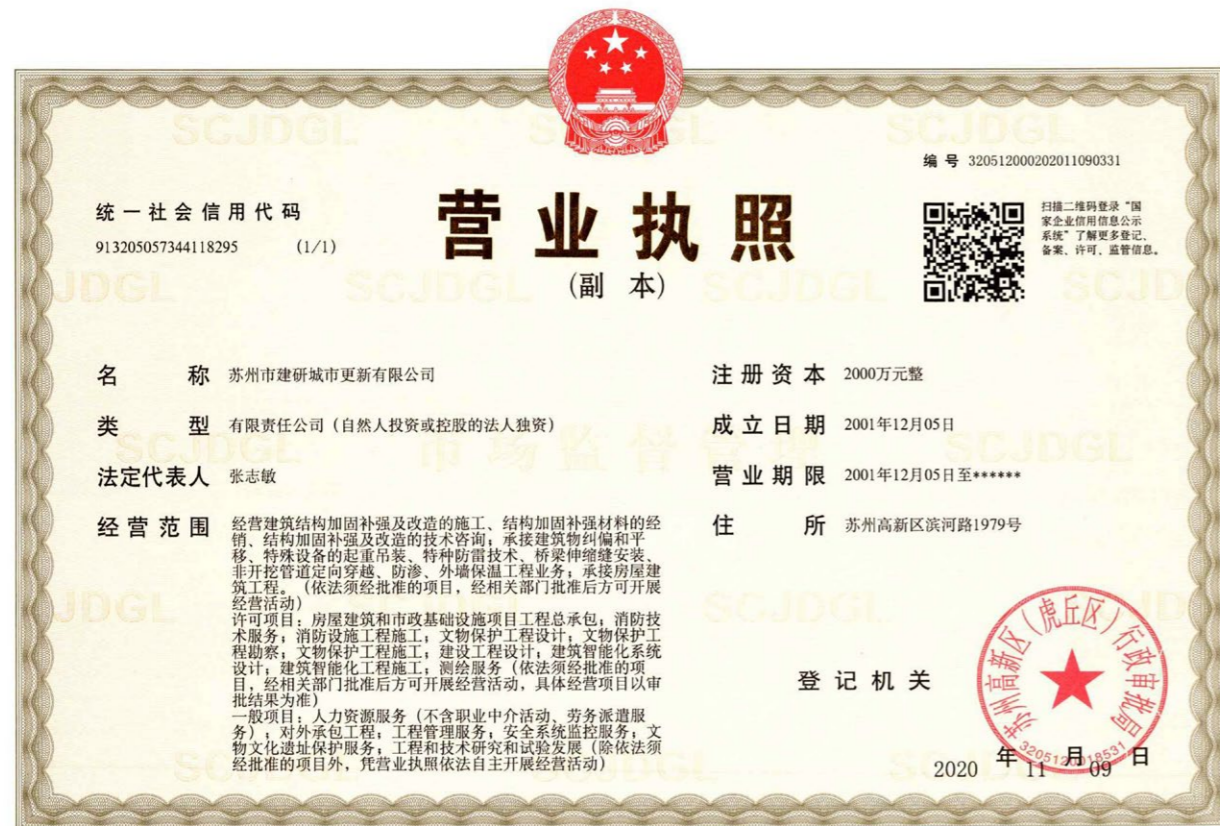 编 号 320512000202011090331
统一社会信用代码
913205057344118295 (1/1)
营业执照
(副 本)
扫描二维码登录“国
家企业信用信息公示
系统”了解更多登记、
备案、许可、监管信息。
名 称 苏州市建研城市更新有限公司
类 型 有限责任公司（自然人投资或控股的法人独资）
法定代表人 张志敏
经营范围 经营建筑结构加固补强及改造的施工、结构加固补强材料的经
销、结构加固补强及改造的技术咨询；承接建筑物纠偏和平
移、特殊设备的起重吊装、特种防雷技术、桥梁伸缩缝安装、
非开挖管道定向穿越、防渗、外墙保温工程业务；承接房屋建
筑工程。（依法须经批准的项目，经相关部门批准后方可开展
经营活动）
许可项目：房屋建筑和市政基础设施项目工程总承包；消防技
术服务；消防设施工程施工；文物保护工程设计；文物保护工
程勘察；文物保护工程施工；建设工程设计；建筑智能化系统
设计；建筑智能化工程施工；测绘服务（依法须经批准的项
目，经相关部门批准后方可开展经营活动，具体经营项目以审
批结果为准）
一般项目：人力资源服务（不含职业中介活动、劳务派遣服
务）；对外承包工程；工程管理服务；安全系统监控服务；文
物文化遗址保护服务；工程和技术研究和试验发展（除依法须
经批准的项目外，凭营业执照依法自主开展经营活动）
注册资本 2000万元整
成立日期 2001年12月05日
营业期限 2001年12月05日至******
住 所 苏州高新区滨河路1979号
登记机关
苏州高新区（虎丘区）行政审批局
3205120018531
2020 年 11 月 09 日
SCJDGL
市场监督管理